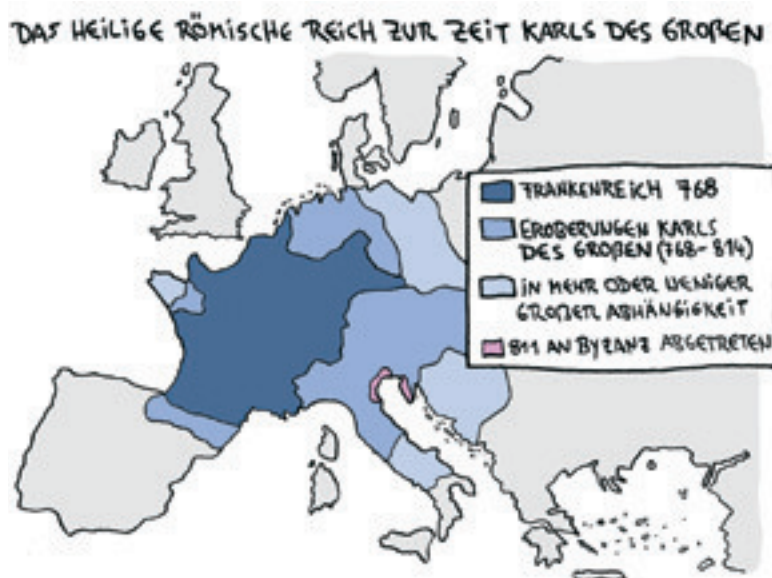 DAS HEILIGE RÖMISCHE REICH ZUR ZEIT KARLS DES GROßEN
FRANKENREICH 768
EROBERUNGEN KARLS
DES GROßEN (768-814)
IN MEHR ODER WENIGER
GROßER ABHÄNGIGKEIT
811 AN BYZANZ ABGETRETEN